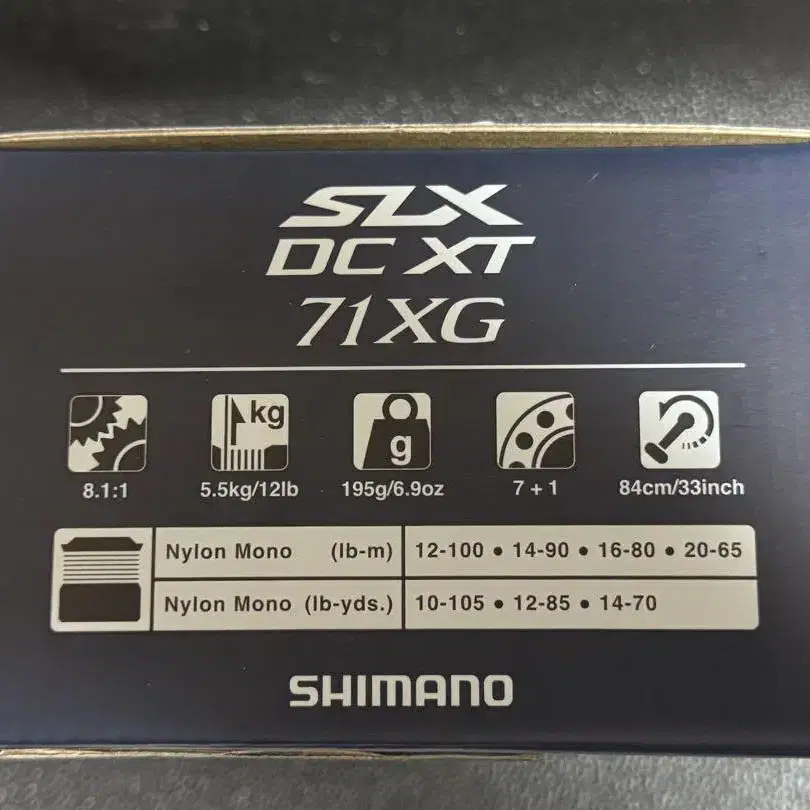 SLX
DC XT
71XG
kg
g
8.1:1 5.5kg/12lb 195g/6.9oz 7 + 1 84cm/33inch
Nylon Mono (lb-m) 12-100 ● 14-90 ● 16-80 ● 20-65
Nylon Mono (lb-yds.) 10-105 ● 12-85 ● 14-70
SHIMANO